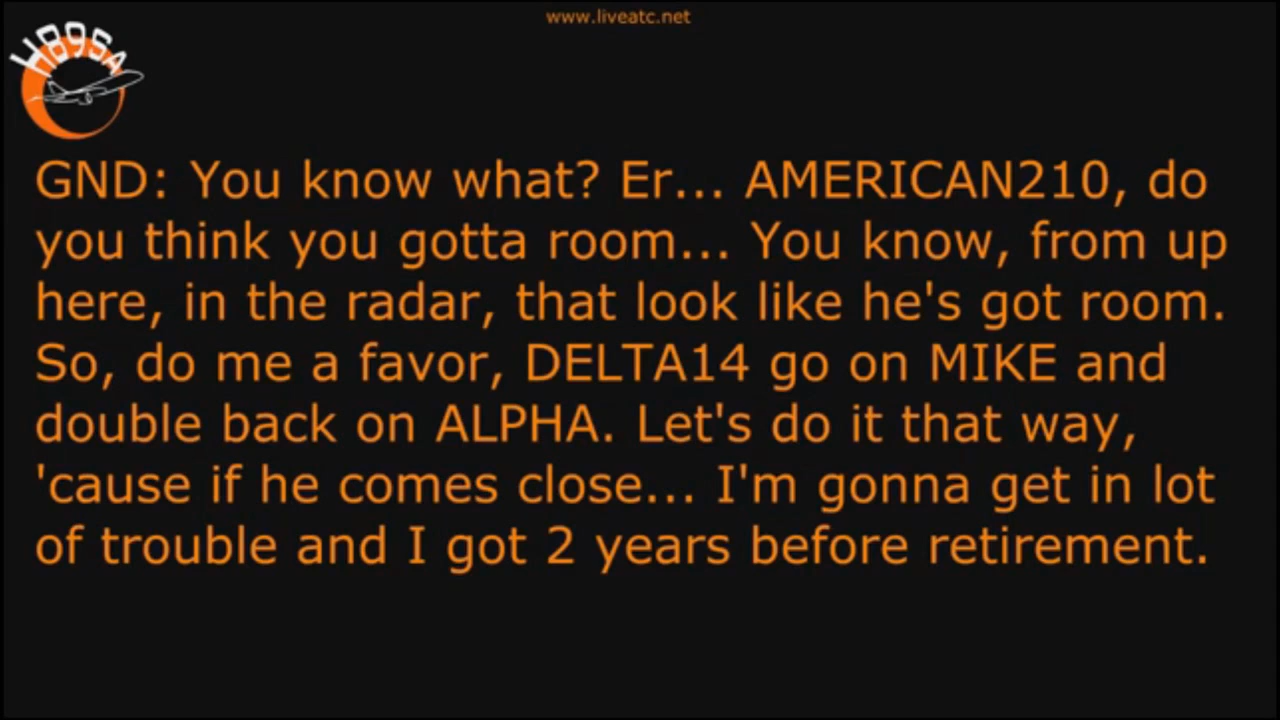 www.liveatc.net
H89SA
GND: You know what? Er... AMERICAN210, do
you think you gotta room... You know, from up
here, in the radar, that look like he's got room.
So, do me a favor, DELTA14 go on MIKE and
double back on ALPHA. Let's do it that way,
'cause if he comes close... I'm gonna get in lot
of trouble and I got 2 years before retirement.